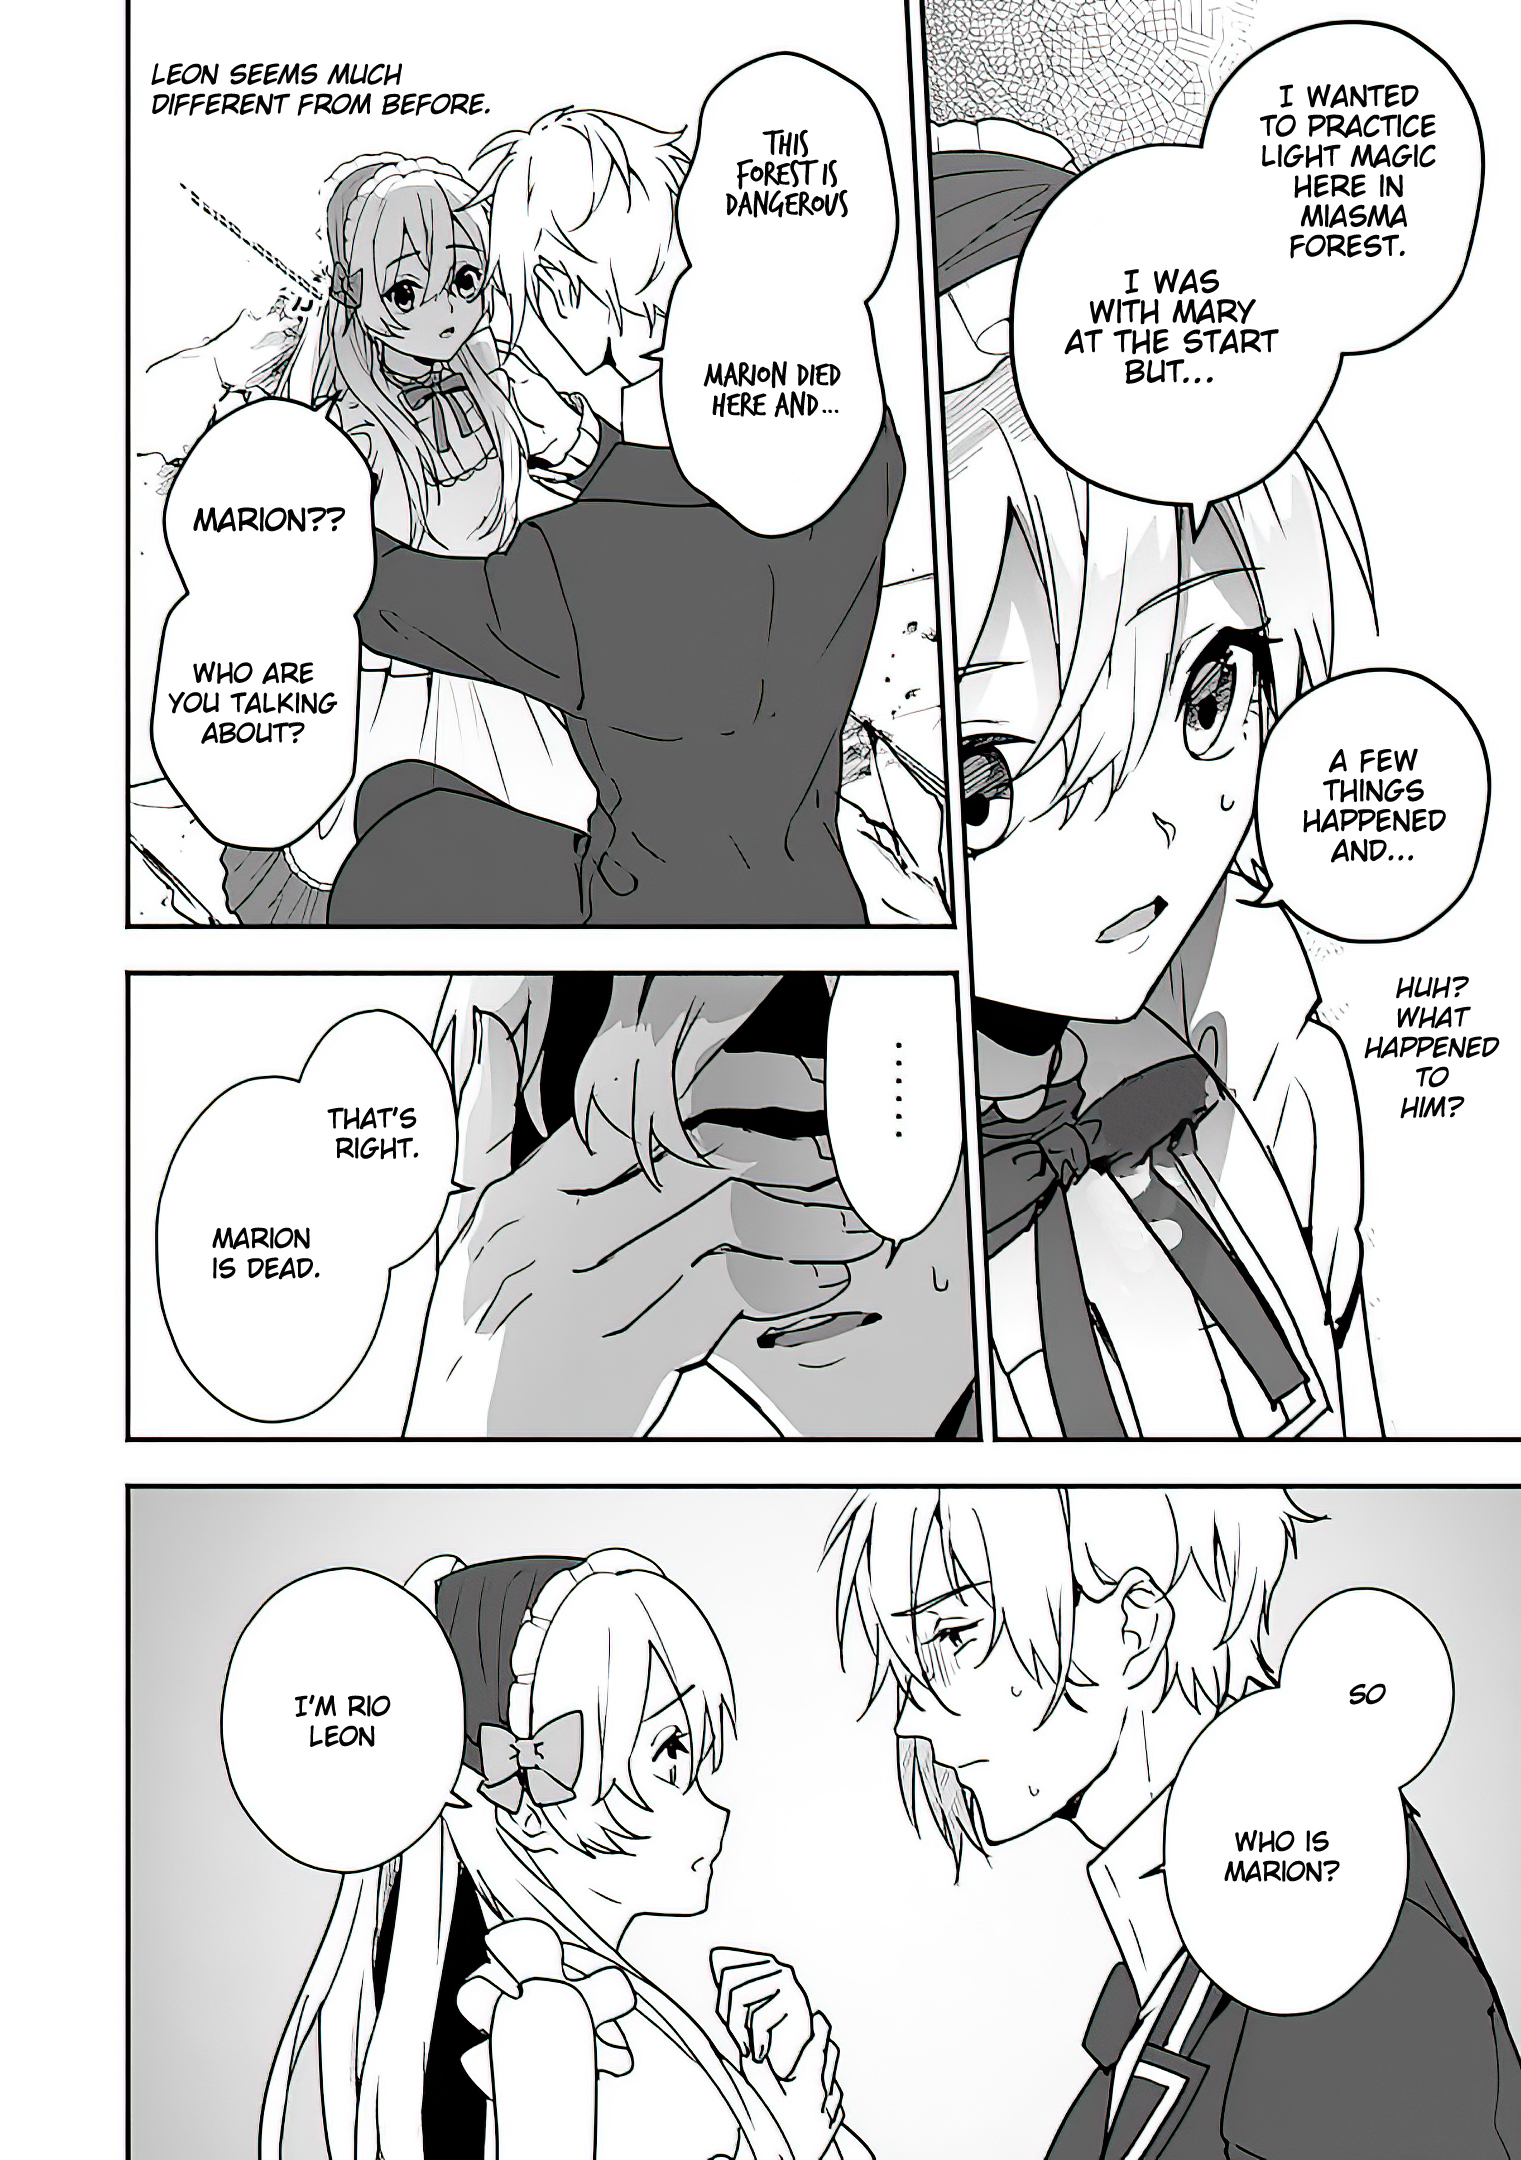 I WANTED
TO PRACTICE
LIGHT MAGIC
HERE IN
MIASMA
FOREST.
I WAS
WITH MARY
AT THE START
BUT...
A FEW
THINGS
HAPPENED
AND...
HUH?
WHAT
HAPPENED
TO
HIM?
LEON SEEMS MUCH
DIFFERENT FROM BEFORE.
THIS
FOREST IS
DANGEROUS
MARION DIED
HERE AND...
MARION??
WHO ARE
YOU TALKING
ABOUT?
......
THAT'S
RIGHT.
MARION
IS DEAD.
SO
WHO IS
MARION?
I'M RIO
LEON